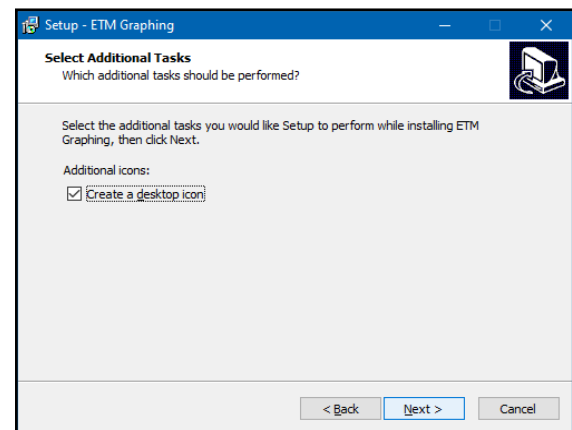 Setup - ETM Graphing
Select Additional Tasks
Which additional tasks should be performed?
Select the additional tasks you would like Setup to perform while installing ETM
Graphing, then click Next.
Additional icons:
Create a desktop icon
< Back
Next >
Cancel